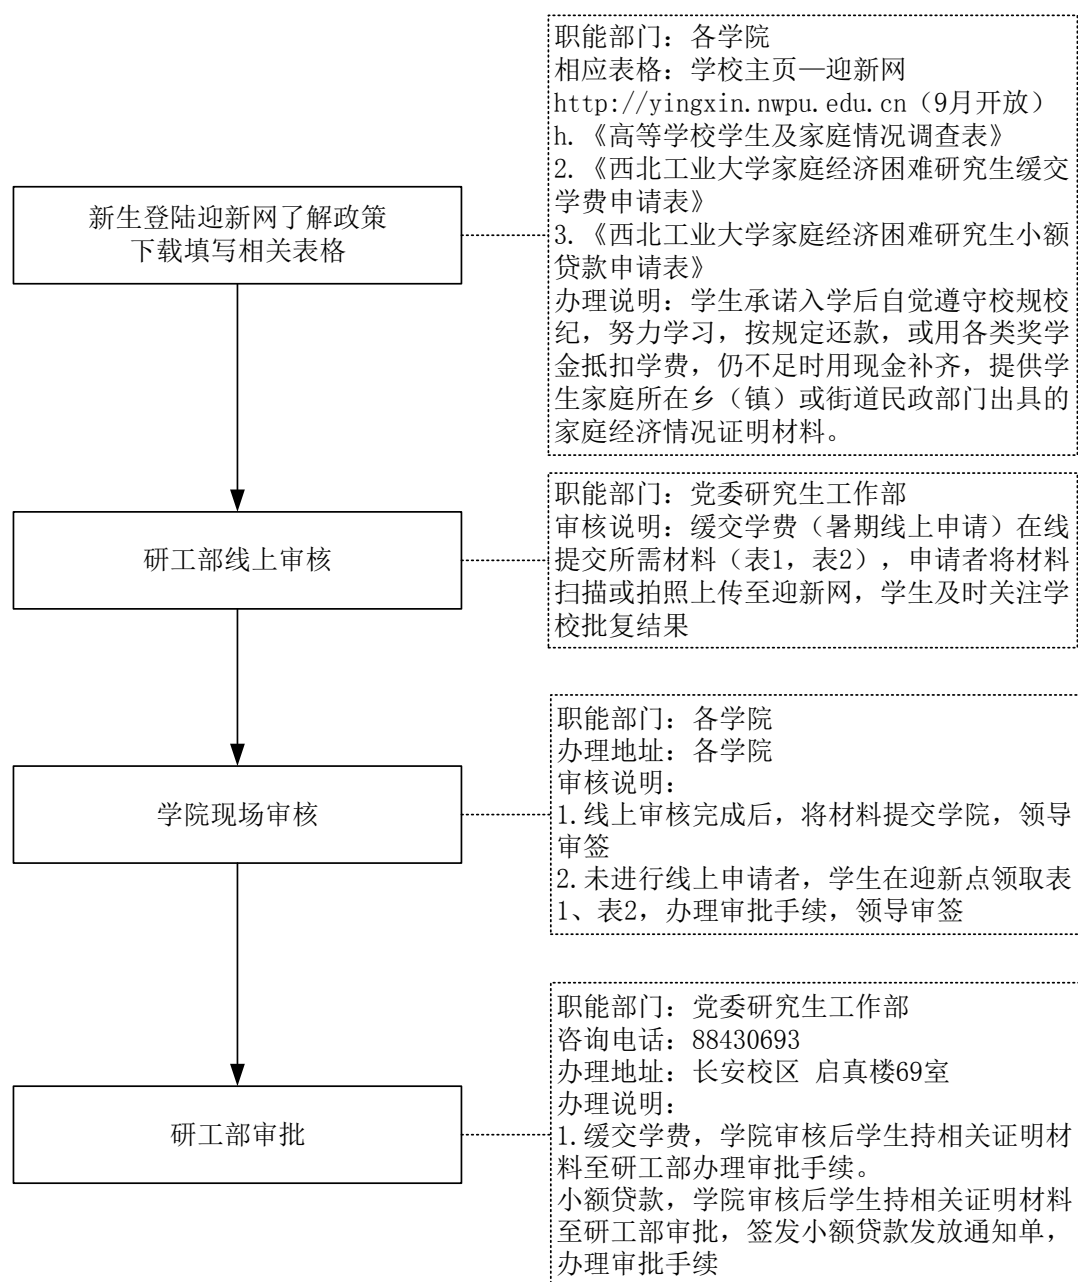 职能部门：各学院
相应表格：学校主页—迎新网
http://yingxin.nwpu.edu.cn（9月开放）
h.《高等学校学生及家庭情况调查表》
2.《西北工业大学家庭经济困难研究生缓交
学费申请表》
3.《西北工业大学家庭经济困难研究生小额
贷款申请表》
办理说明：学生承诺入学后自觉遵守校规校
纪，努力学习，按规定还款，或用各类奖学
金抵扣学费，仍不足时用现金补齐，提供学
生家庭所在乡（镇）或街道民政部门出具的
家庭经济情况证明材料。
新生登陆迎新网了解政策
下载填写相关表格
职能部门：党委研究生工作部
审核说明：缓交学费（暑期线上申请）在线
提交所需材料（表1，表2），申请者将材料
扫描或拍照上传至迎新网，学生及时关注学
校批复结果
研工部线上审核
职能部门：各学院
办理地址：各学院
审核说明：
1.线上审核完成后，将材料提交学院，领导
审签
2.未进行线上申请者，学生在迎新点领取表
1、表2，办理审批手续，领导审签
学院现场审核
职能部门：党委研究生工作部
咨询电话：88430693
办理地址：长安校区 启真楼69室
办理说明：
1.缓交学费，学院审核后学生持相关证明材
料至研工部办理审批手续。
小额贷款，学院审核后学生持相关证明材料
至研工部审批，签发小额贷款发放通知单，
办理审批手续
研工部审批